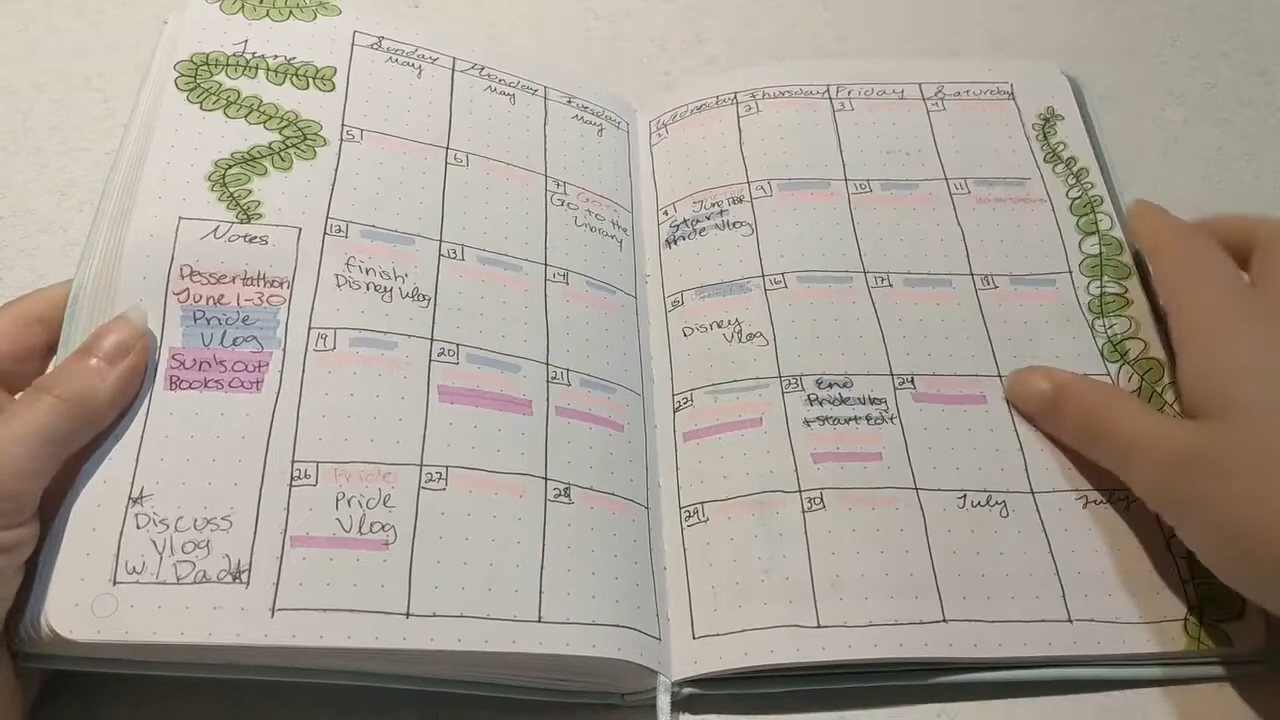 June
Sunday Monday Tuesday Wednesday Thursday Friday Saturday
May May May 1 2 3 4
5 6 7
Go to the
Library
8 June TBR
Start
Pride Vlog
9 10 11
12
finish
Disney Vlog
13 14
15
Disney
Vlog
16 17 18
19 20 21
22
23 End
Pride Vlog
+ Start Edit
24
26 Pride
Pride
Vlog
27 28
29 30 July July
Notes
Dessertathon
June 1-30
Pride
Vlog
Sun's out
Books Out
Discuss
Vlog
w/ Dad